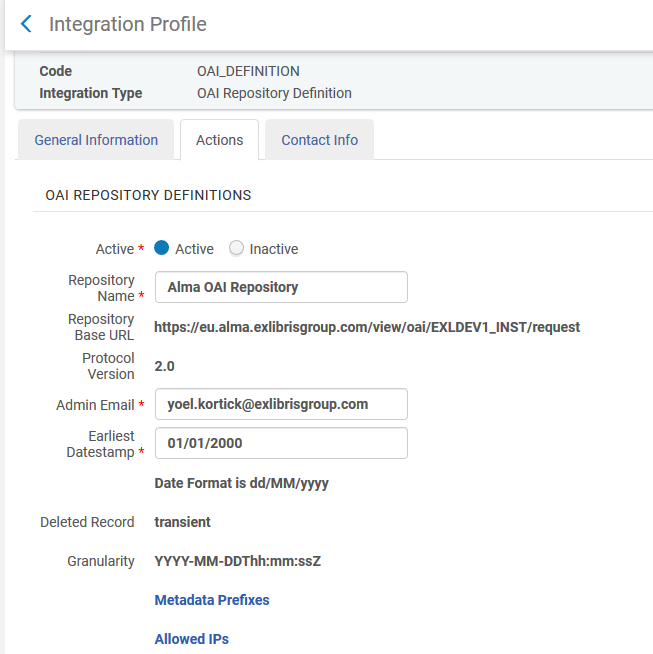 Integration Profile
Code OAI_DEFINITION
Integration Type OAI Repository Definition
General Information Actions Contact Info
OAI REPOSITORY DEFINITIONS
Active * Active Inactive
Repository
Name * Alma OAI Repository
Repository
Base URL https://eu.alma.exlibrisgroup.com/view/oai/EXLDEV1_INST/request
Protocol
Version 2.0
Admin Email * yoel.kortick@exlibrisgroup.com
Earliest
Datestamp * 01/01/2000
Date Format is dd/MM/yyyy
Deleted Record transient
Granularity YYYY-MM-DDThh:mm:ssZ
Metadata Prefixes
Allowed IPs